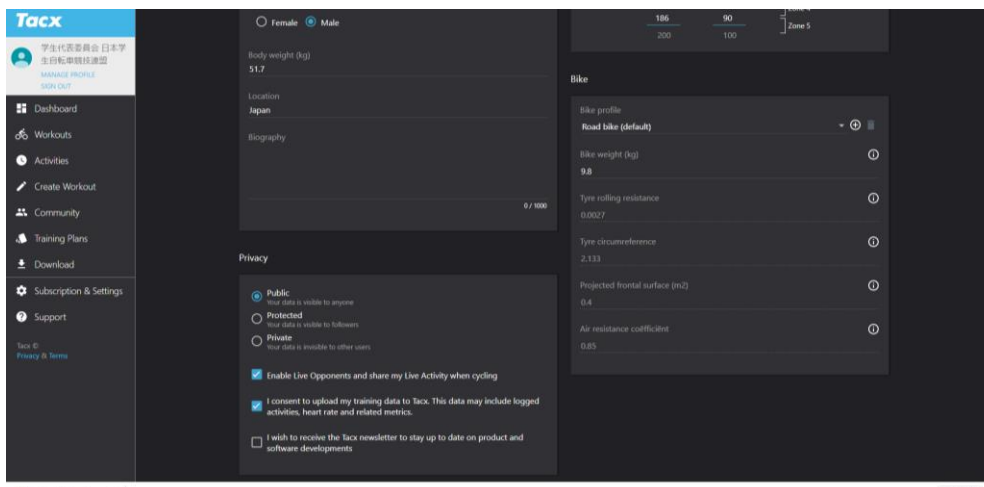 Tacx
学生代表委員会 日本学
生自転車競技連盟
MANAGE PROFILE
SIGN OUT
Dashboard
Workouts
Activities
Create Workout
Community
Training Plans
Download
Subscription & Settings
Support
Tacx ©
Privacy & Terms
Female
Male
Body weight (kg)
51.7
Location
Japan
Biography
0 / 1000
Privacy
Public
Your data is visible to anyone
Protected
Your data is visible to followers
Private
Your data is invisible to other users
Enable Live Opponents and share my Live Activity when cycling
I consent to upload my training data to Tacx. This data may include logged
activities, heart rate and related metrics.
I wish to receive the Tacx newsletter to stay up to date on product and
software developments
186 90
Zone 5
200 100
Bike
Bike profile
Road bike (default)
Bike weight (kg)
9.8
Tyre rolling resistance
0.0027
Tyre circumreference
2.133
Projected frontal surface (m2)
0.4
Air resistance coëfficiënt
0.85